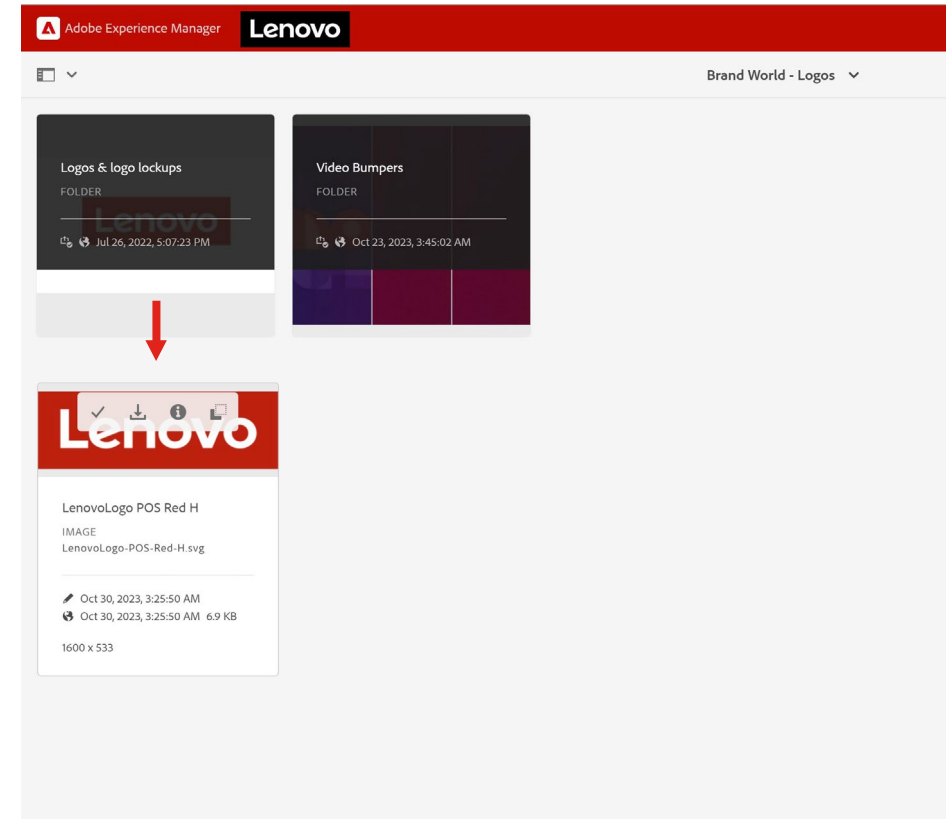 Adobe Experience Manager
Lenovo
Brand World - Logos
Logos & logo lockups
FOLDER
Lenovo
Jul 26, 2022, 5:07:23 PM
Video Bumpers
FOLDER
Oct 23, 2023, 3:45:02 AM
Lenovo
LenovoLogo POS Red H
IMAGE
LenovoLogo-POS-Red-H.svg
Oct 30, 2023, 3:25:50 AM
Oct 30, 2023, 3:25:50 AM 6.9 KB
1600 x 533